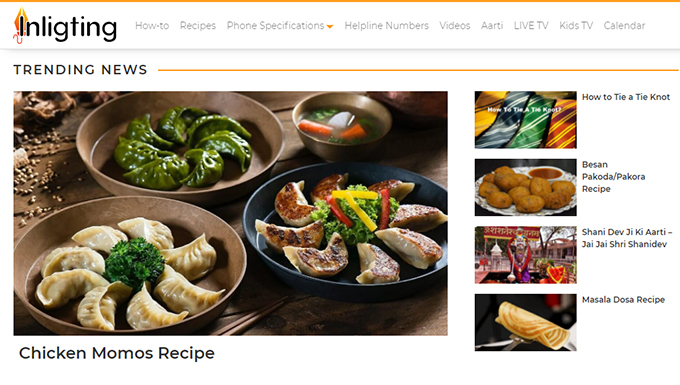 Inligting
How-to Recipes Phone Specifications Helpline Numbers Videos Aarti LIVE TV Kids TV Calendar
TRENDING NEWS
Chicken Momos Recipe
How To Tie A Tie Knot?
How to Tie a Tie Knot
Besan
Pakoda/Pakora
Recipe
Shani Dev Ji Ki Aarti –
Jai Jai Shri Shanidev
Masala Dosa Recipe